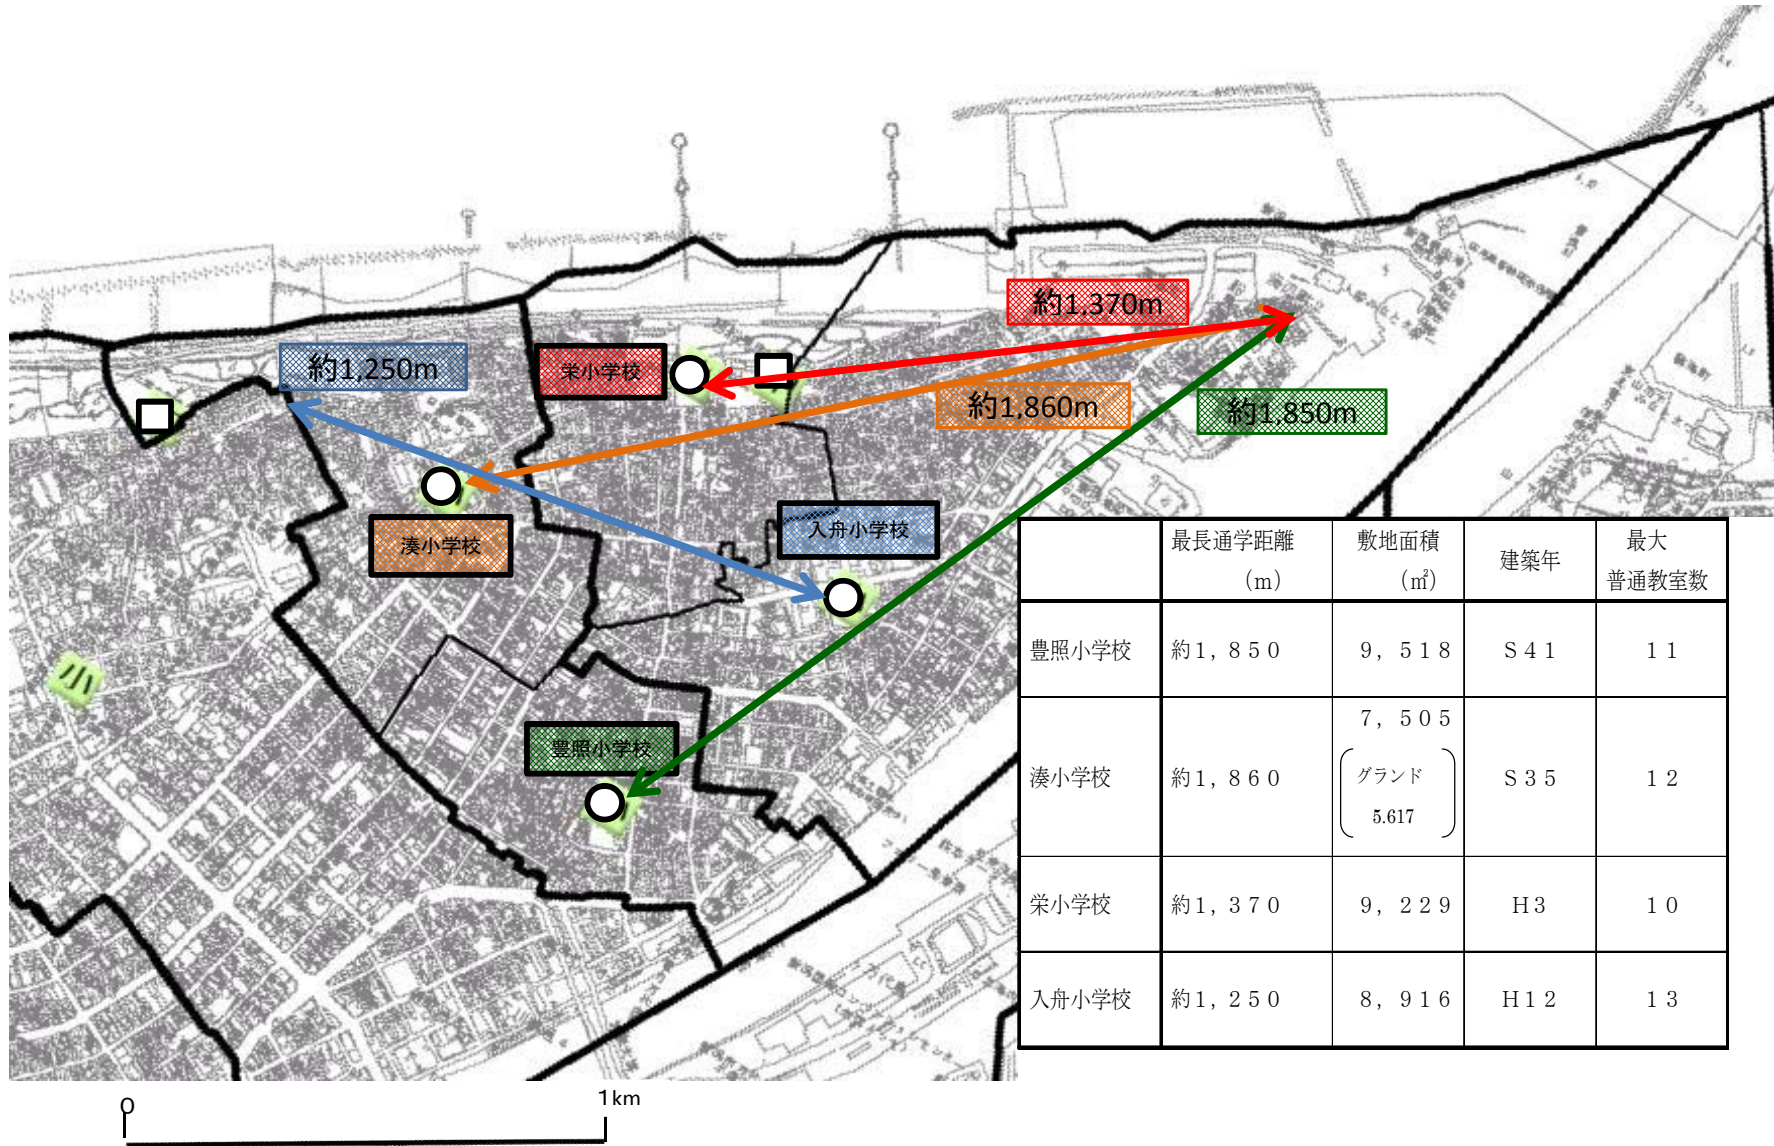 約1,370m
約1,250m
栄小学校
約1,860m
約1,850m
入舟小学校
湊小学校
小
豊照小学校
最長通学距離
(m)
敷地面積
(㎡)
建築年
最大
普通教室数
豊照小学校 約1,850 9,518 S41 11
湊小学校 約1,860 7,505 S35 12
グランド
5.617
栄小学校 約1,370 9,229 H3 10
入舟小学校 約1,250 8,916 H12 13
0 1km